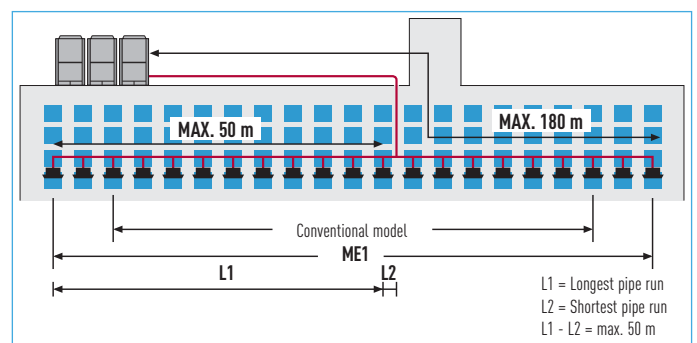 MAX. 50 m
MAX. 180 m
Conventional model
ME1
L1
L2
L1 = Longest pipe run
L2 = Shortest pipe run
L1 - L2 = max. 50 m